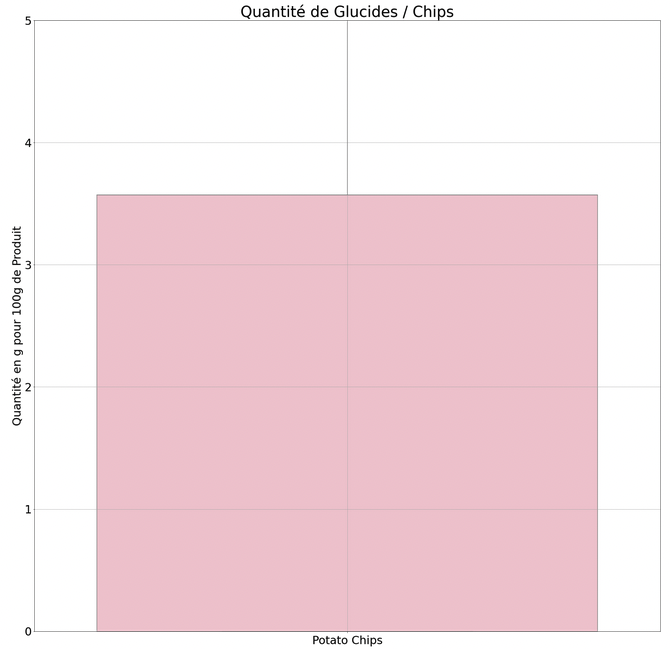 Quantité de Glucides / Chips
Quantité en g pour 100g de Produit
5
4
3
2
1
0
Potato Chips